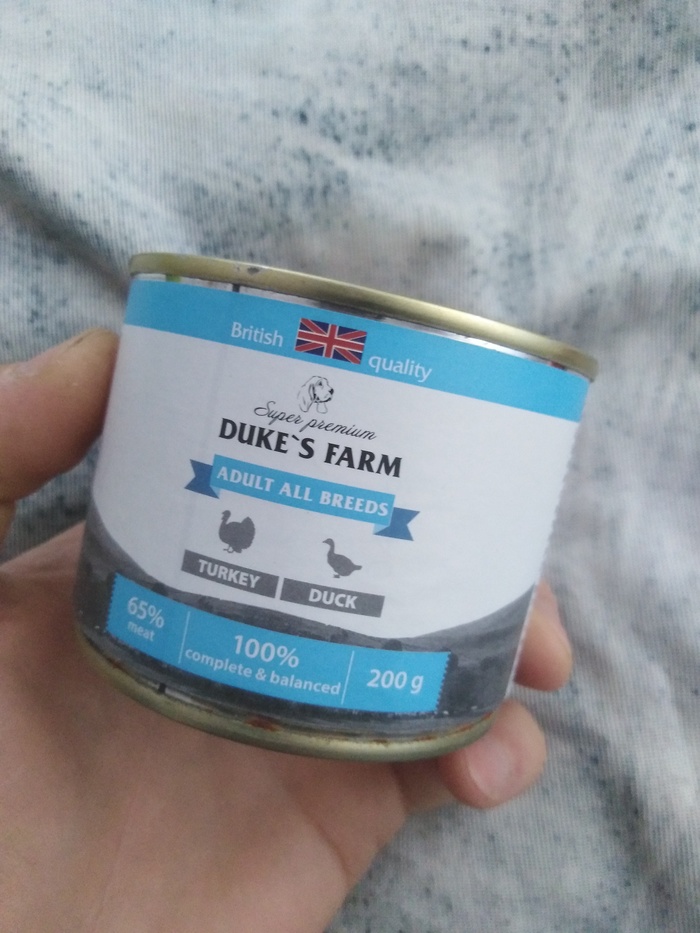 British quality
Super premium
DUKE`S FARM
ADULT ALL BREEDS
TURKEY DUCK
65% meat
100% complete & balanced
200 g